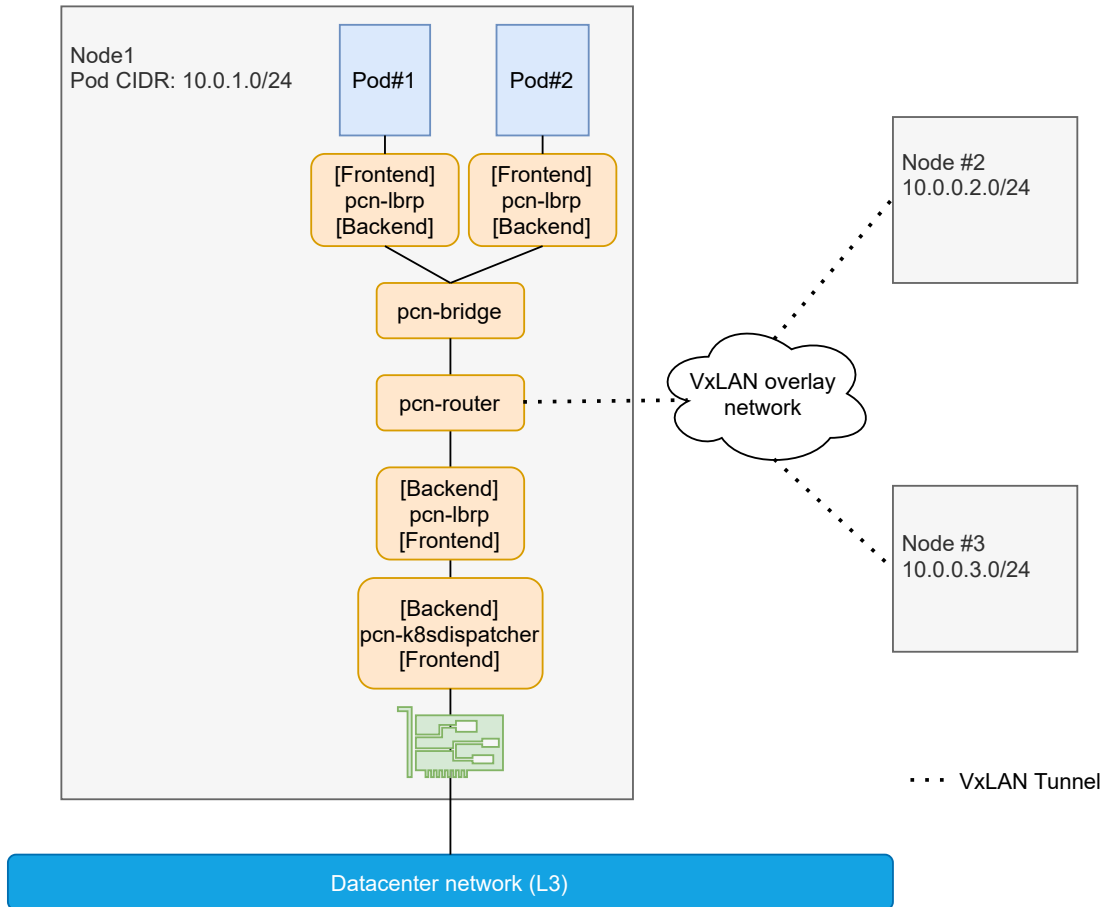 Node1
Pod CIDR: 10.0.1.0/24
Pod#1
Pod#2
[Frontend]
pcn-lbrp
[Backend]
[Frontend]
pcn-lbrp
[Backend]
pcn-bridge
pcn-router
[Backend]
pcn-lbrp
[Frontend]
[Backend]
pcn-k8sdispatcher
[Frontend]
VxLAN overlay
network
Node #2
10.0.0.2.0/24
Node #3
10.0.0.3.0/24
VxLAN Tunnel
Datacenter network (L3)